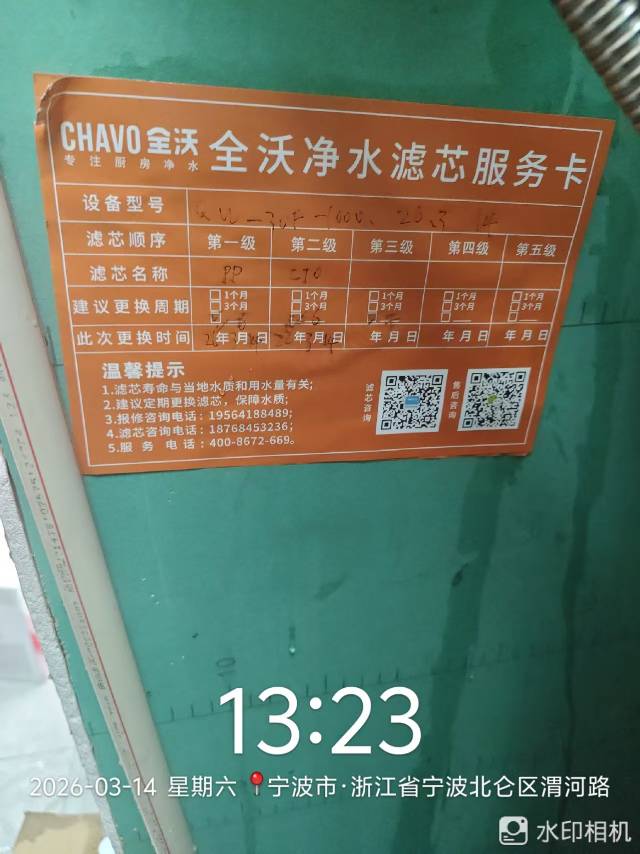 CHAVO 全沃
专注厨房净水
全沃净水滤芯服务卡
设备型号
滤芯顺序 第一级 第二级 第三级 第四级 第五级
滤芯名称 PP CTO
建议更换周期 1个月 1个月 1个月 1个月 1个月
3个月 3个月 3个月 3个月 3个月
此次更换时间 年 月 日 年 月 日 年 月 日 年 月 日 年 月 日
温馨提示
1.滤芯寿命与当地水质和用水量有关;
2.建议定期更换滤芯，保障水质;
3.报修咨询电话：19564188489;
4.滤芯咨询电话：18768453236;
5.服务电话：400-8672-669。
滤芯咨询
售后咨询
13:23
2026-03-14 星期六 宁波市·浙江省宁波北仑区渭河路
水印相机